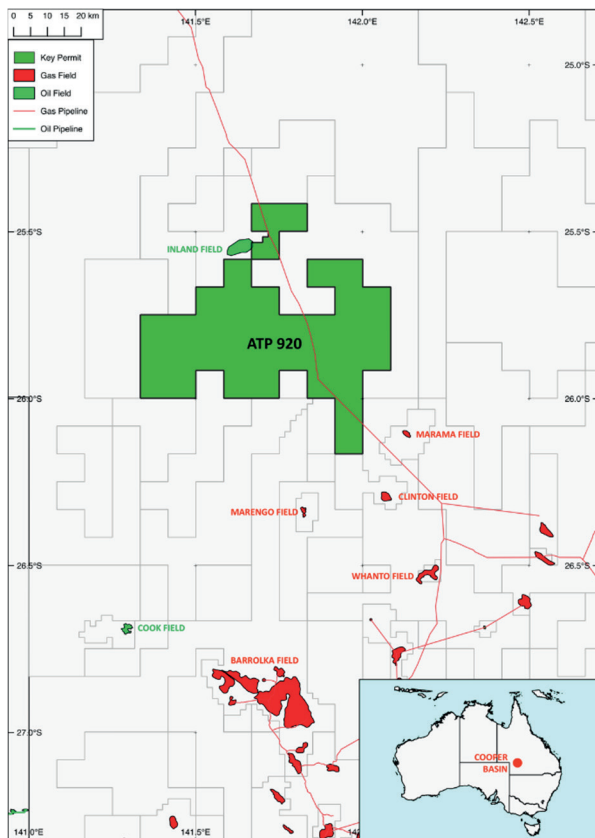 0 5 10 15 20 km
141.5°E
142.0°E
142.5°E
Key Permit
Gas Field
Oil Field
Gas Pipeline
Oil Pipeline
25.0°S
25.5°S
25.5°S
INLAND FIELD
ATP 920
26.0°S
26.0°S
MARAMA FIELD
CLINTON FIELD
MARENGO FIELD
26.5°S
26.5°S
WHANTO FIELD
COOK FIELD
BARROLKA FIELD
27.0°S
COOPER
BASIN
141.0°E
141.5°E